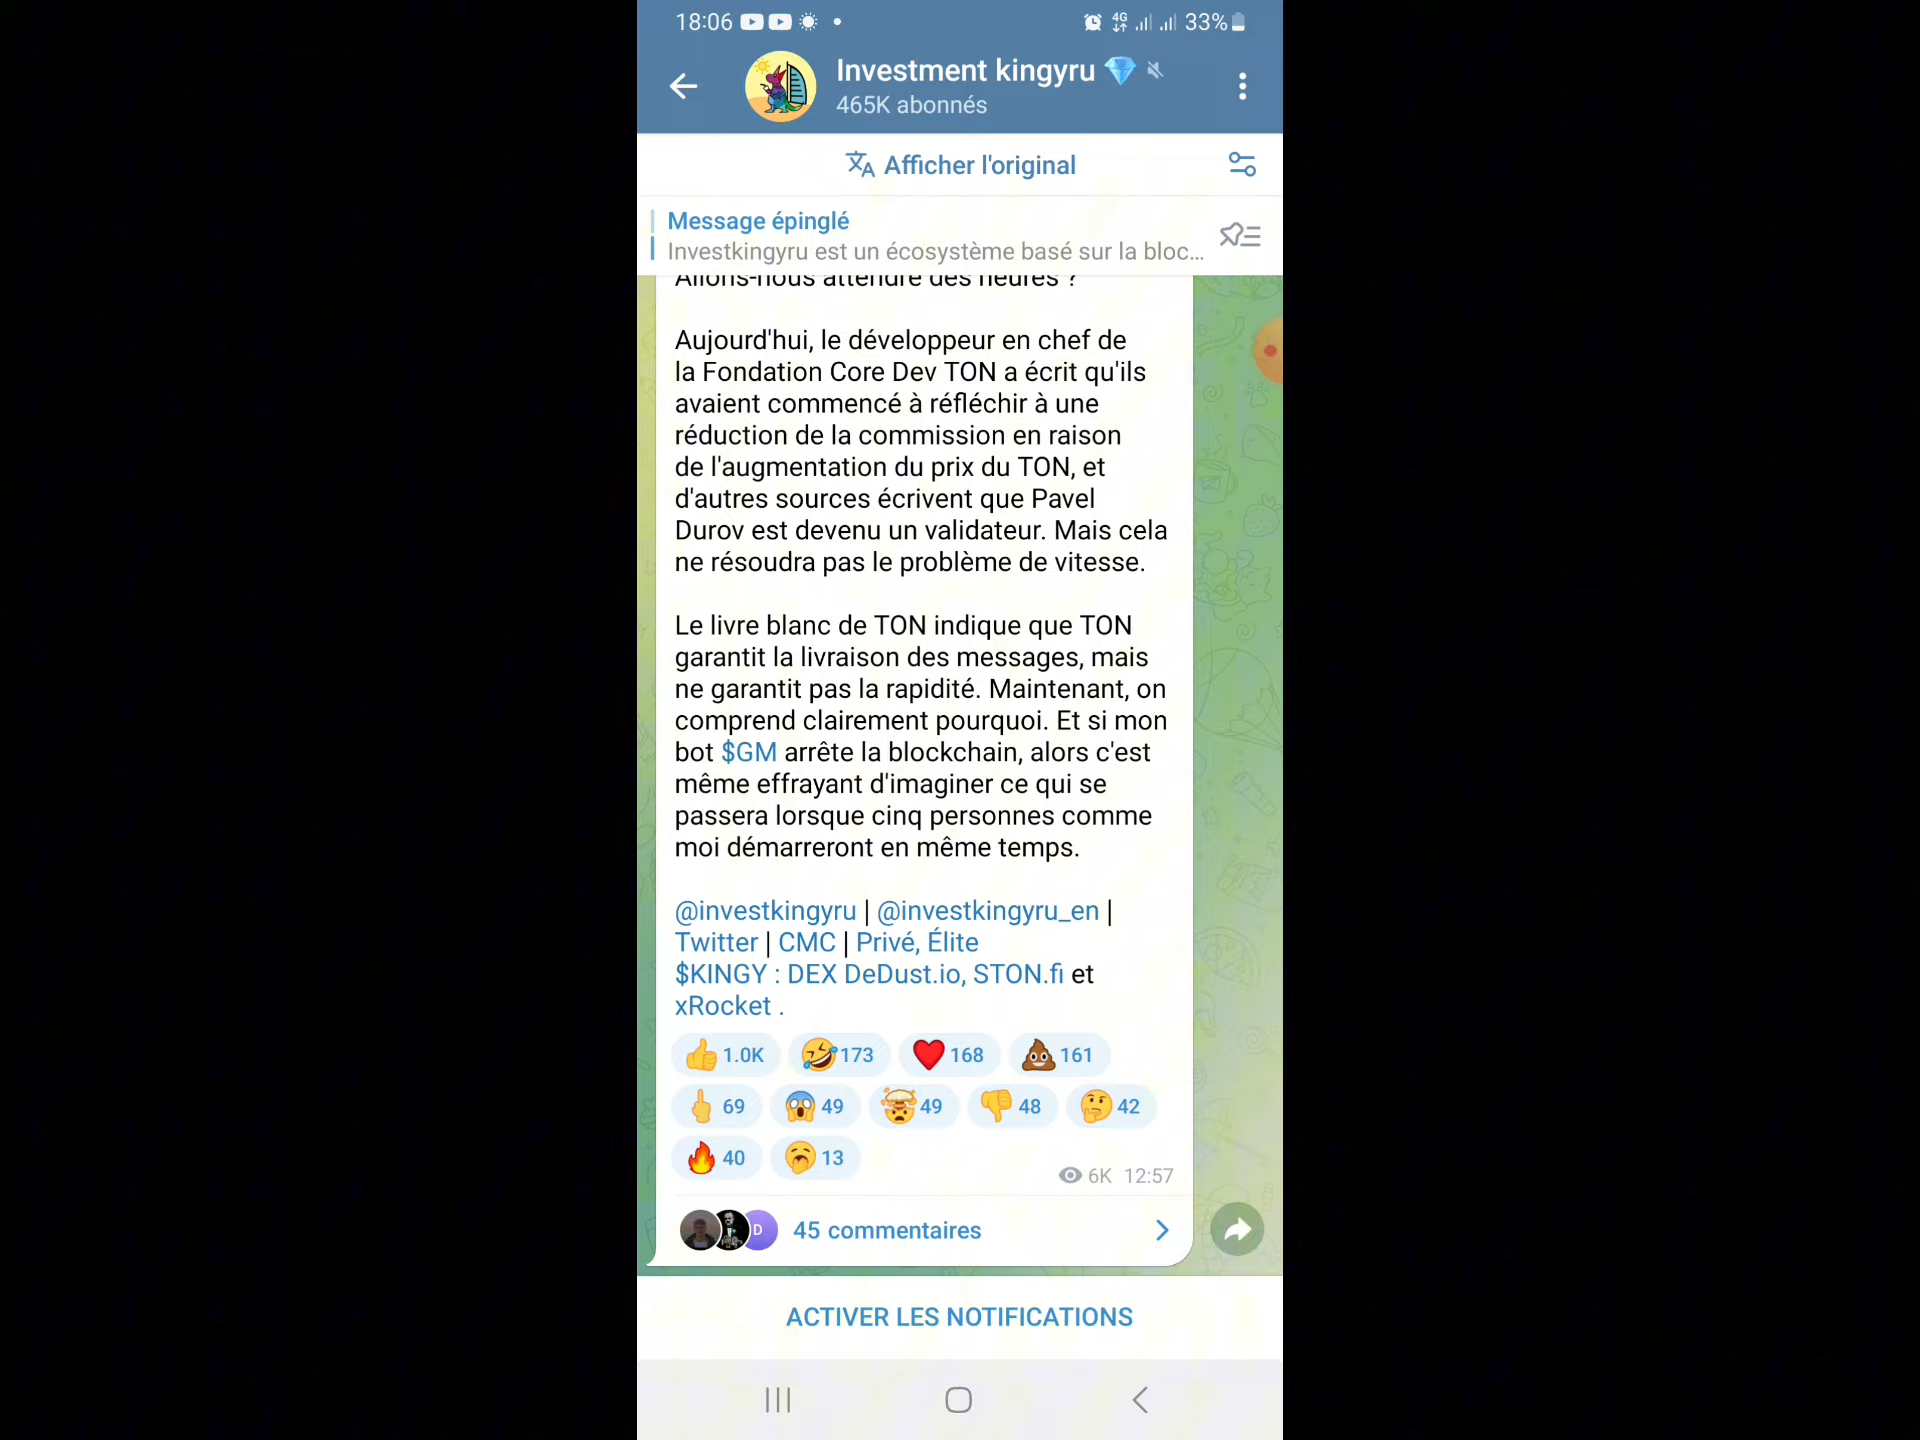 18:06
4G
33%
Investment kingyru
465K abonnés
Afficher l'original
Message épinglé
Investkingyru est un écosystème basé sur la bloc...
Allons-nous attendre des heures ?
Aujourd'hui, le développeur en chef de
la Fondation Core Dev TON a écrit qu'ils
avaient commencé à réfléchir à une
réduction de la commission en raison
de l'augmentation du prix du TON, et
d'autres sources écrivent que Pavel
Durov est devenu un validateur. Mais cela
ne résoudra pas le problème de vitesse.
Le livre blanc de TON indique que TON
garantit la livraison des messages, mais
ne garantit pas la rapidité. Maintenant, on
comprend clairement pourquoi. Et si mon
bot $GM arrête la blockchain, alors c'est
même effrayant d'imaginer ce qui se
passera lorsque cinq personnes comme
moi démarreront en même temps.
@investkingyru | @investkingyru_en |
Twitter | CMC | Privé, Élite
$KINGY : DEX DeDust.io, STON.fi et
xRocket .
1.0K 173 168 161
69 49 49 48 42
40 13
6K 12:57
D
45 commentaires
ACTIVER LES NOTIFICATIONS